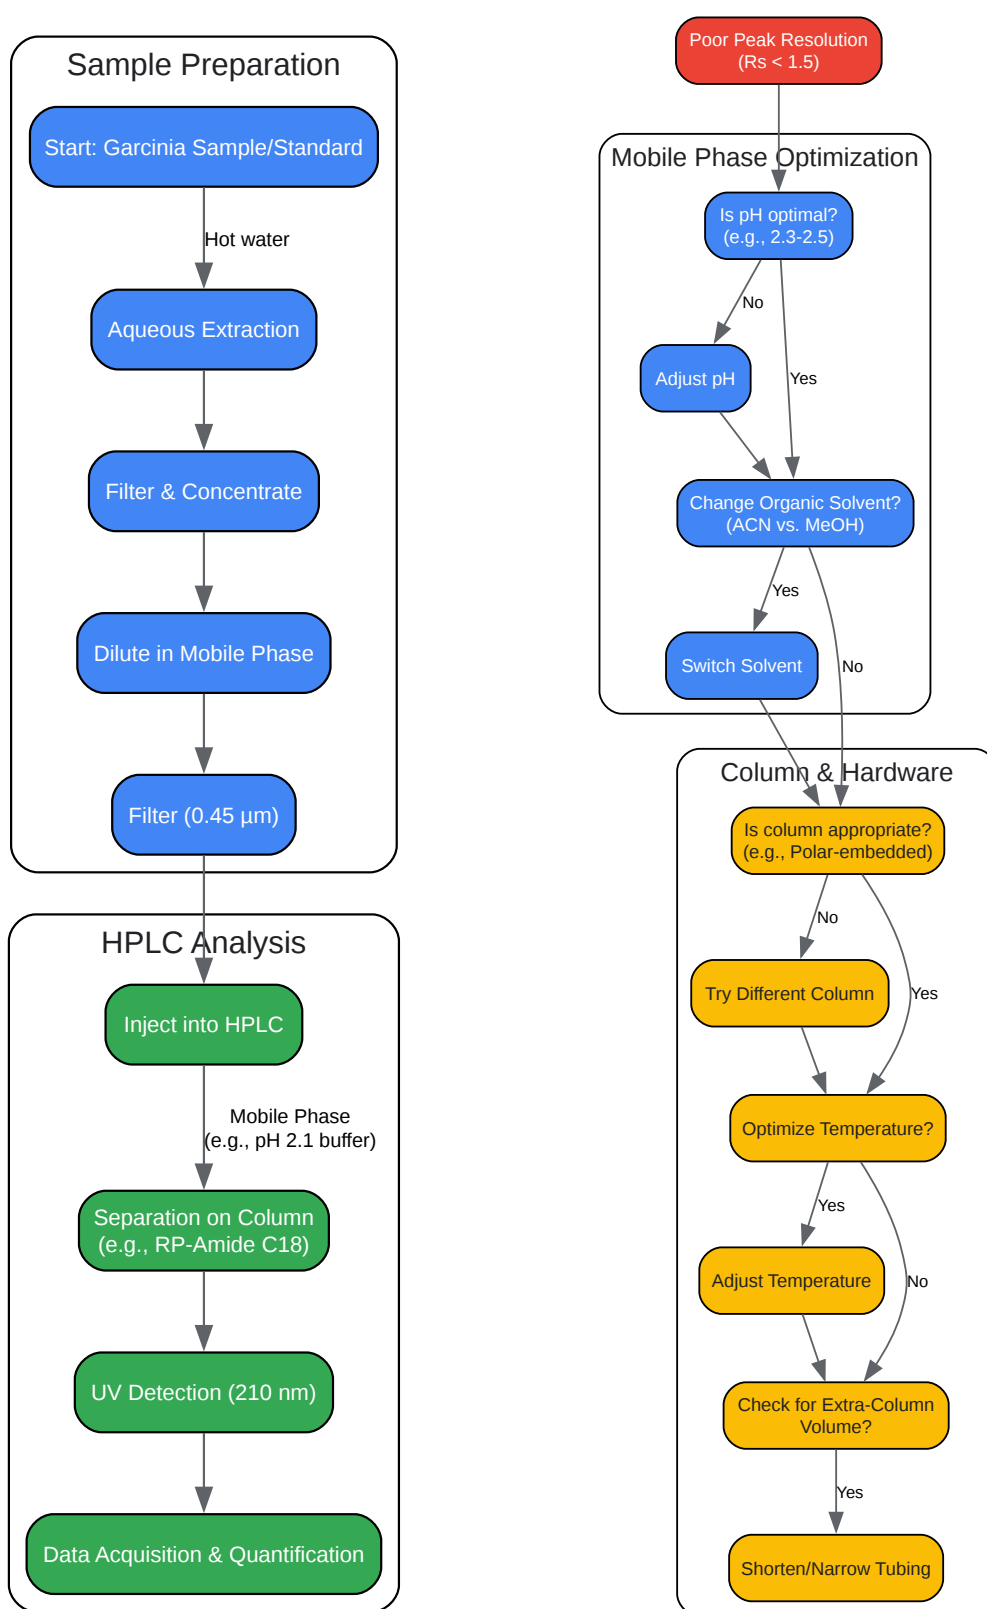 Sample Preparation
Start: Garcinia Sample/Standard
Hot water
Aqueous Extraction
Filter & Concentrate
Dilute in Mobile Phase
Filter (0.45 µm)
HPLC Analysis
Inject into HPLC
Mobile Phase
(e.g., pH 2.1 buffer)
Separation on Column
(e.g., RP-Amide C18)
UV Detection (210 nm)
Data Acquisition & Quantification
Poor Peak Resolution
(Rs < 1.5)
Mobile Phase Optimization
Is pH optimal?
(e.g., 2.3-2.5)
No
Adjust pH
Yes
Change Organic Solvent?
(ACN vs. MeOH)
Yes
Switch Solvent
No
Column & Hardware
Is column appropriate?
(e.g., Polar-embedded)
No
Try Different Column
Yes
Optimize Temperature?
Yes
Adjust Temperature
No
Check for Extra-Column
Volume?
Yes
Shorten/Narrow Tubing